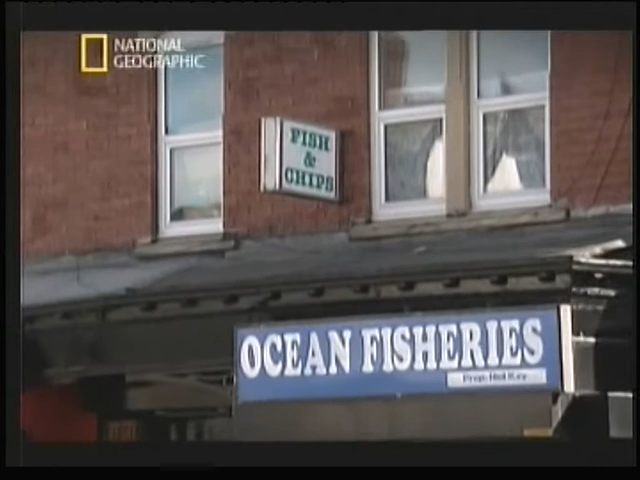 NATIONAL
GEOGRAPHIC
FISH
&
CHIPS
OCEAN FISHERIES